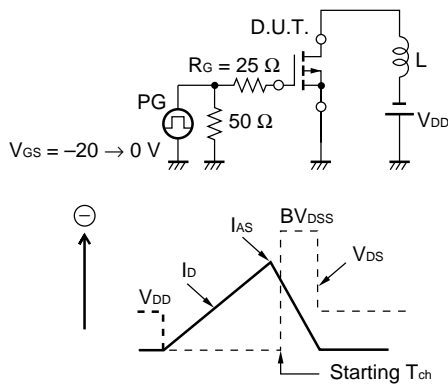 D.U.T.
RG = 25 Ω
L
PG
50 Ω
VDD
VGS = −20 → 0 V
−
IAS
BVDSS
ID
VDS
VDD
Starting Tch